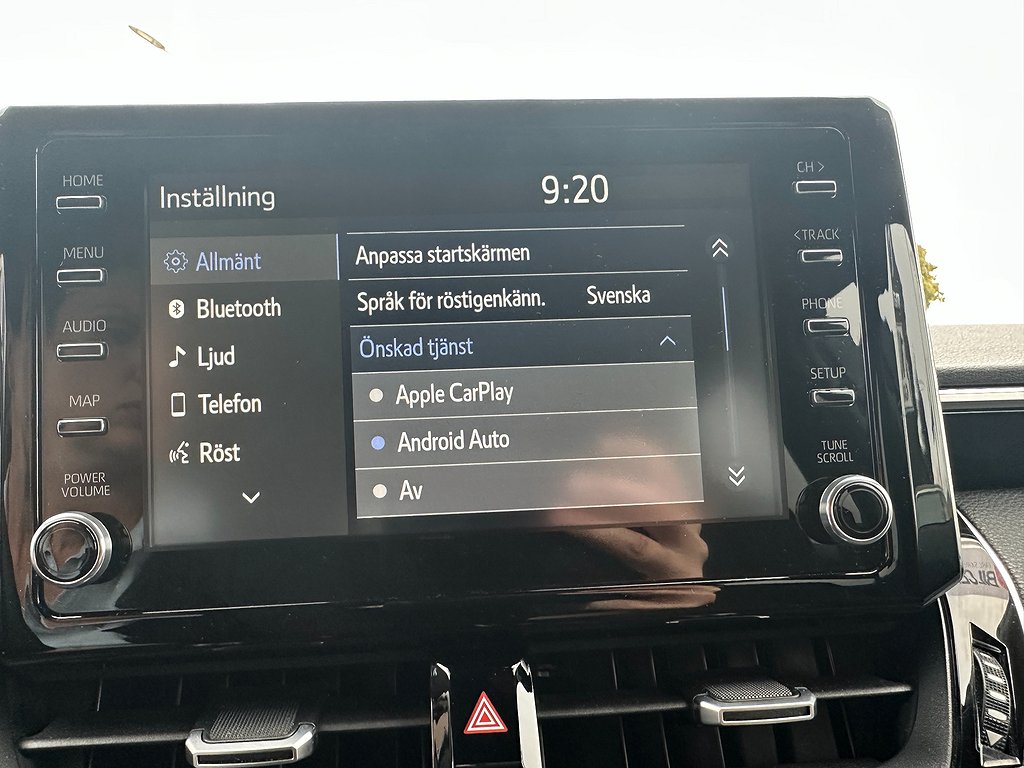 HOME
MENU
AUDIO
MAP
POWER
VOLUME
Inställning
9:20
Allmänt
Bluetooth
Ljud
Telefon
Röst
Anpassa startskärmen
Språk för röstigenkänn. Svenska
Önskad tjänst
Apple CarPlay
Android Auto
Av
CH >
< TRACK
PHONE
SETUP
TUNE
SCROLL